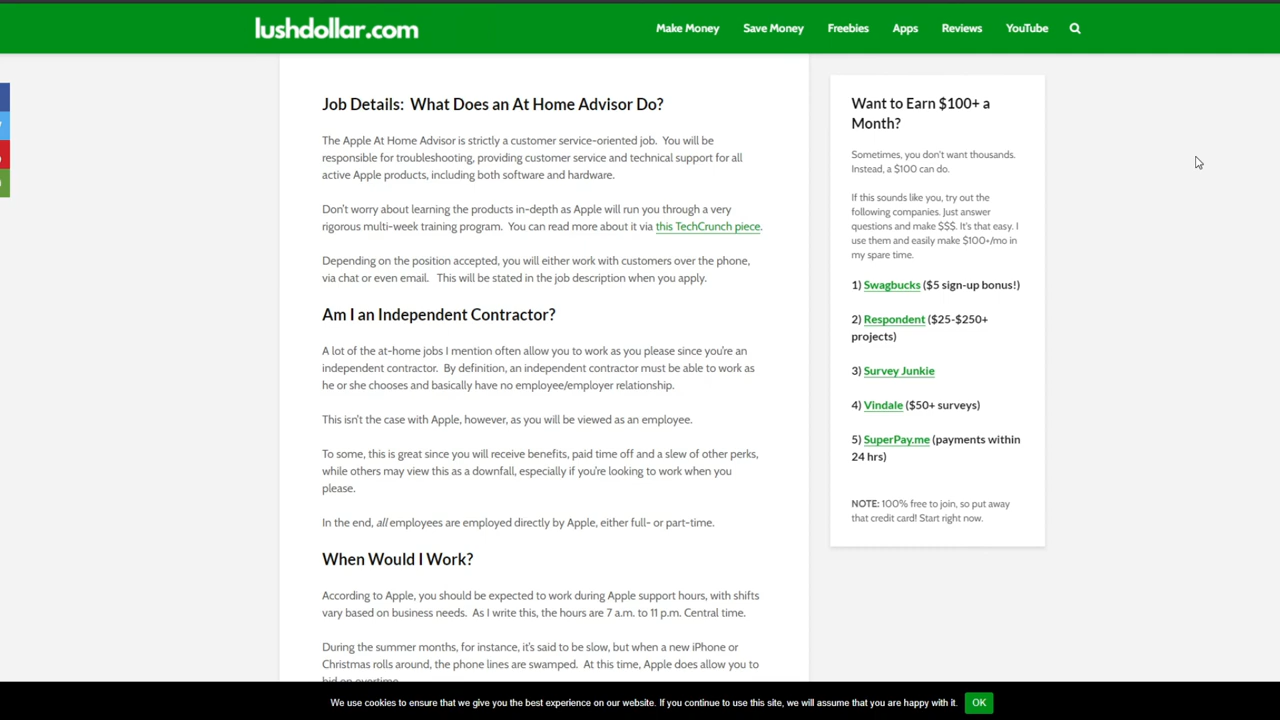 lushdollar.com
Make Money Save Money Freebies Apps Reviews YouTube
Job Details: What Does an At Home Advisor Do?
The Apple At Home Advisor is strictly a customer service-oriented job. You will be
responsible for troubleshooting, providing customer service and technical support for all
active Apple products, including both software and hardware.
Don't worry about learning the products in-depth as Apple will run you through a very
rigorous multi-week training program. You can read more about it via this TechCrunch piece.
Depending on the position accepted, you will either work with customers over the phone,
via chat or even email. This will be stated in the job description when you apply.
Am I an Independent Contractor?
A lot of the at-home jobs I mention often allow you to work as you please since you're an
independent contractor. By definition, an independent contractor must be able to work as
he or she chooses and basically have no employee/employer relationship.
This isn't the case with Apple, however, as you will be viewed as an employee.
To some, this is great since you will receive benefits, paid time off and a slew of other perks,
while others may view this as a downfall, especially if you're looking to work when you
please.
In the end, all employees are employed directly by Apple, either full- or part-time.
When Would I Work?
According to Apple, you should be expected to work during Apple support hours, with shifts
vary based on business needs. As I write this, the hours are 7 a.m. to 11 p.m. Central time.
During the summer months, for instance, it's said to be slow, but when a new iPhone or
Christmas rolls around, the phone lines are swamped. At this time, Apple does allow you to
bid on overtime.
Want to Earn $100+ a
Month?
Sometimes, you don't want thousands.
Instead, a $100 can do.
If this sounds like you, try out the
following companies. Just answer
questions and make $$$. It's that easy. I
use them and easily make $100+/mo in
my spare time.
1) Swagbucks ($5 sign-up bonus!)
2) Respondent ($25-$250+
projects)
3) Survey Junkie
4) Vindale ($50+ surveys)
5) SuperPay.me (payments within
24 hrs)
NOTE: 100% free to join, so put away
that credit card! Start right now.
We use cookies to ensure that we give you the best experience on our website. If you continue to use this site, we will assume that you are happy with it. OK